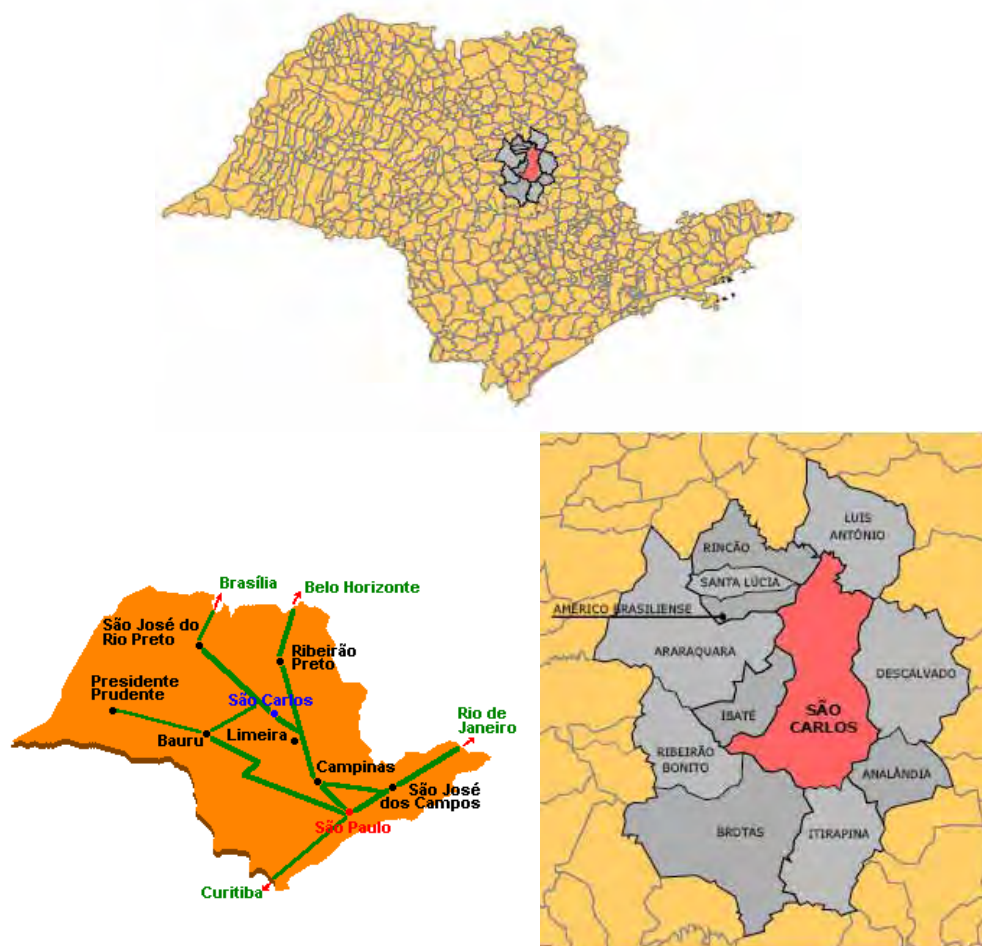 Brasília
Belo Horizonte
São José do
Rio Preto
Ribeirão
Preto
Presidente
Prudente
São Carlos
Rio de
Janeiro
Bauru
Limeira
Campinas
São José
dos Campos
São Paulo
Curitiba
LUIS
ANTÔNIO
RINCÃO
SANTA LÚCIA
AMÉRICO BRASILIENSE
ARARAQUARA
DESCALVADO
IBATÉ
SÃO
CARLOS
RIBEIRÃO
BONITO
ANALÂNDIA
BROTAS
ITIRAPINA